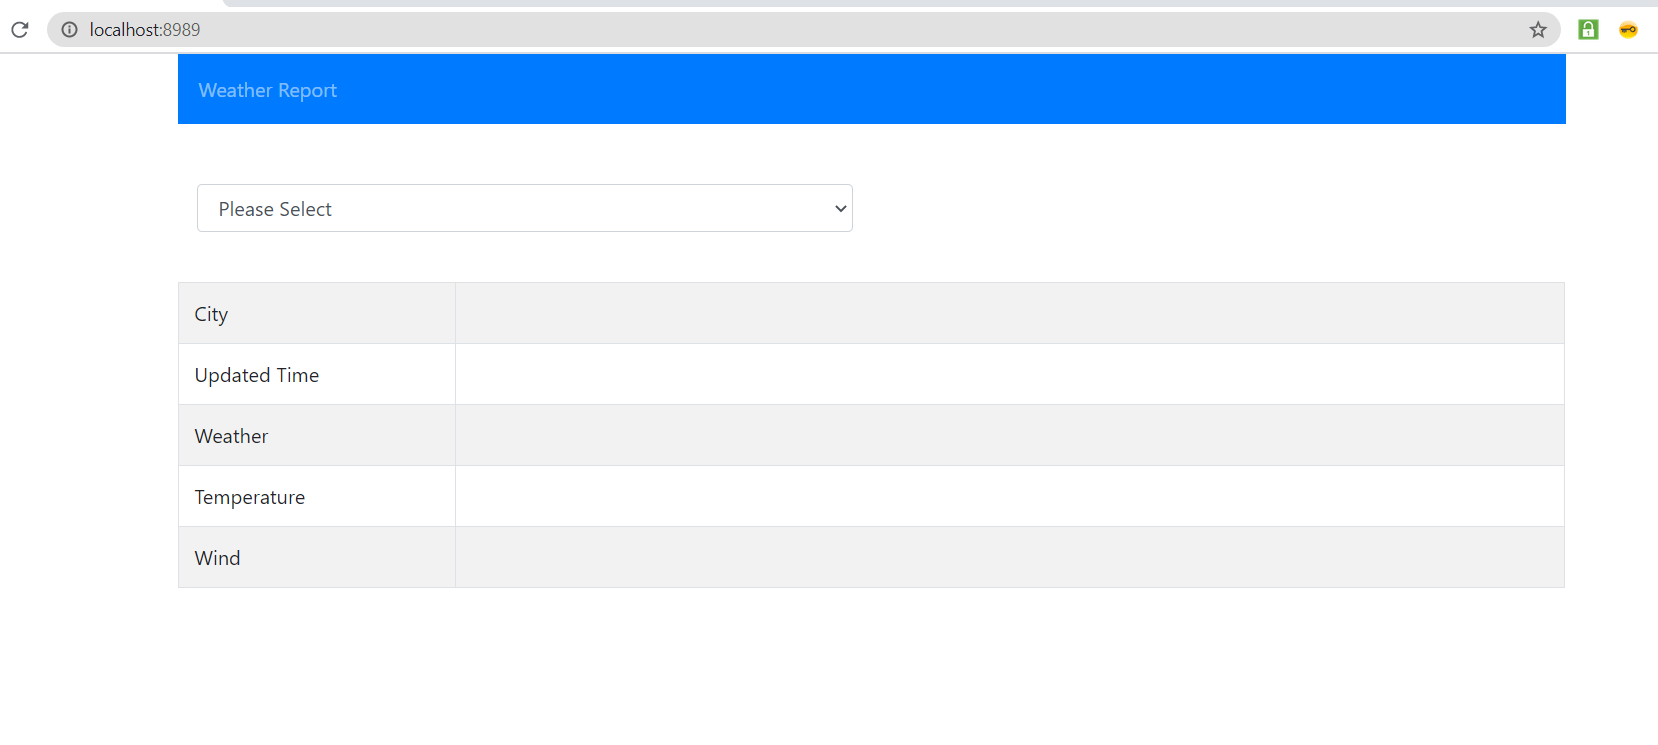 localhost:8989
Weather Report
Please Select
City
Updated Time
Weather
Temperature
Wind